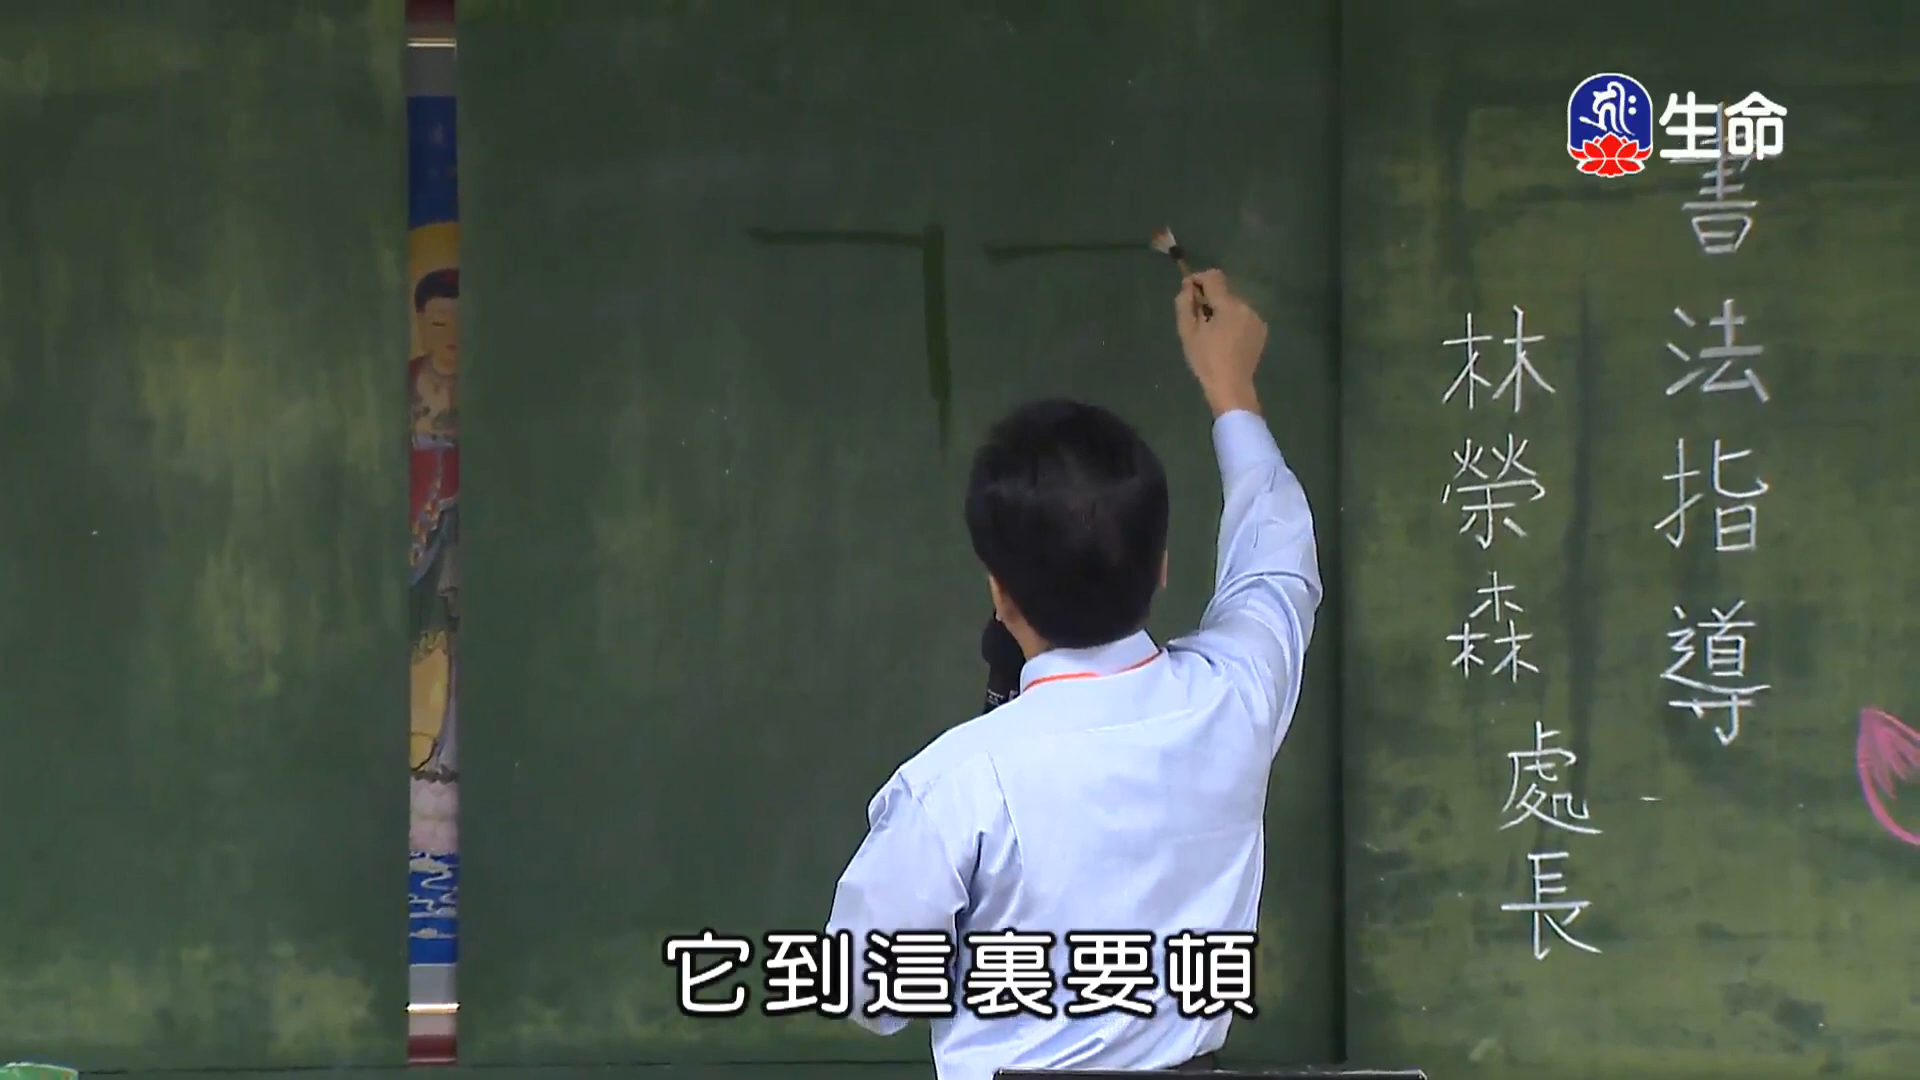 生命
書法指導
林榮森 處長
它到這裏要頓